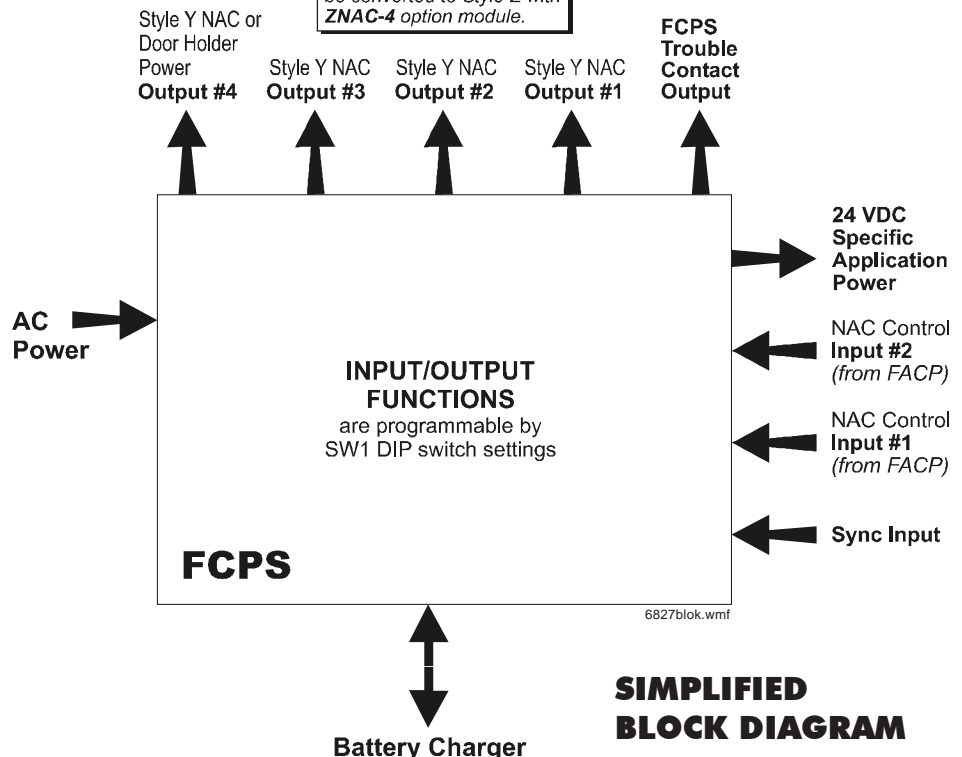 be converted to Style Z with
ZNAC-4 option module.
Style Y NAC or
Door Holder
Power
Output #4
Style Y NAC
Output #3
Style Y NAC
Output #2
Style Y NAC
Output #1
FCPS
Trouble
Contact
Output
24 VDC
Specific
Application
Power
AC
Power
NAC Control
Input #2
(from FACP)
INPUT/OUTPUT
FUNCTIONS
are programmable by
SW1 DIP switch settings
NAC Control
Input #1
(from FACP)
Sync Input
FCPS
6827blok.wmf
SIMPLIFIED
BLOCK DIAGRAM
Battery Charger